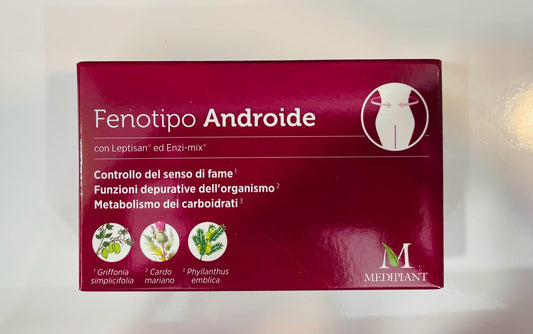 Fenotipo Androide
con Leptisan® ed Enzi-mix™
Controllo del senso di fame¹
Funzioni depurative dell'organismo²
Metabolismo dei carboidrati³
¹ Griffonia
simplicifolia
² Cardo
mariano
³ Phyllanthus
emblica
M
MEDIPLANT